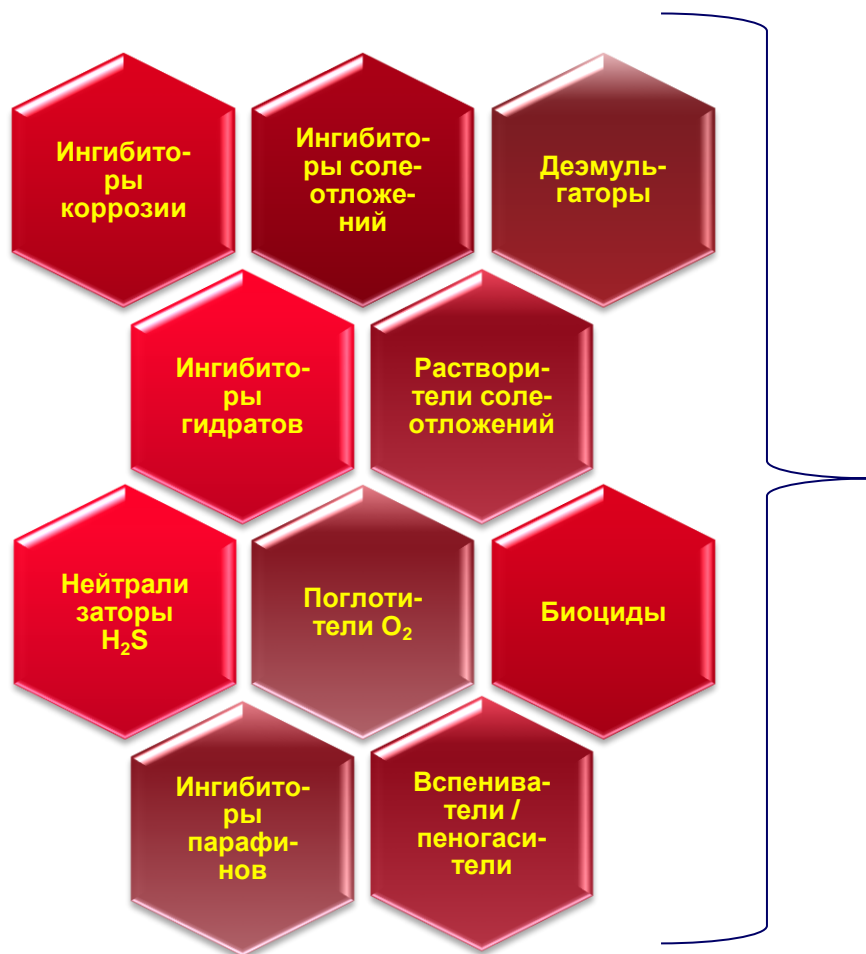 Ингибито-
ры
коррозии
Ингибито-
ры соле-
отложе-
ний
Деэмуль-
гаторы
Ингибито-
ры
гидратов
Раствори-
тели соле-
отложений
Нейтрали
заторы
H₂S
Поглоти-
тели O₂
Биоциды
Ингибито-
ры
парафи-
нов
Вспенива-
тели /
пеногаси-
тели